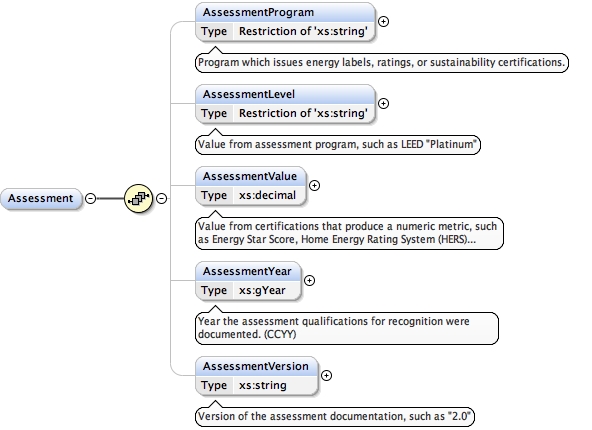 AssessmentProgram
Type Restriction of 'xs:string'
Program which issues energy labels, ratings, or sustainability certifications.
AssessmentLevel
Type Restriction of 'xs:string'
Value from assessment program, such as LEED "Platinum"
Assessment
AssessmentValue
Type xs:decimal
Value from certifications that produce a numeric metric, such
as Energy Star Score, Home Energy Rating System (HERS)...
AssessmentYear
Type xs:gYear
Year the assessment qualifications for recognition were
documented. (CCYY)
AssessmentVersion
Type xs:string
Version of the assessment documentation, such as "2.0"